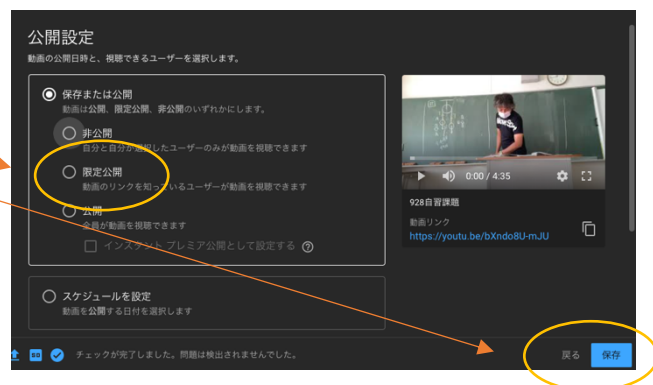 公開設定
動画の公開日時と、視聴できるユーザーを選択します。
保存または公開
動画は公開、限定公開、非公開のいずれかにします。
非公開
自分と自分が選択したユーザーのみが動画を視聴できます
限定公開
動画のリンクを知っているユーザーが動画を視聴できます
公開
全員が動画を視聴できます
インスタント プレミア公開として設定する
スケジュールを設定
動画を公開する日付を選択します
0:00 / 4:35
928自習課題
動画リンク
https://youtu.be/bXndo8U-mJU
チェックが完了しました。問題は検出されませんでした。
戻る
保存